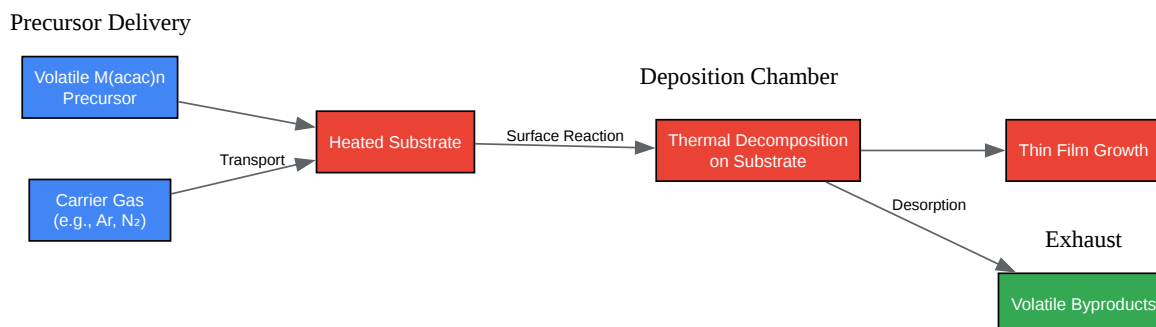 Precursor Delivery
Volatile M(acac)n
Precursor
Carrier Gas
(e.g., Ar, N₂)
Transport
Heated Substrate
Surface Reaction
Deposition Chamber
Thermal Decomposition
on Substrate
Thin Film Growth
Desorption
Exhaust
Volatile Byproducts